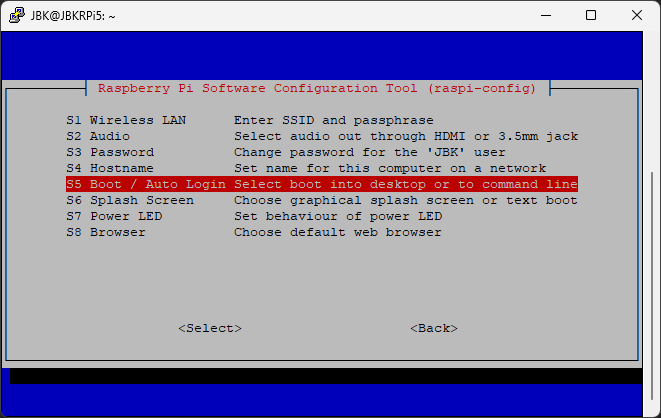 JBK@JBKRPi5: ~
Raspberry Pi Software Configuration Tool (raspi-config)
S1 Wireless LAN Enter SSID and passphrase
S2 Audio Select audio out through HDMI or 3.5mm jack
S3 Password Change password for the 'JBK' user
S4 Hostname Set name for this computer on a network
S5 Boot / Auto Login Select boot into desktop or to command line
S6 Splash Screen Choose graphical splash screen or text boot
S7 Power LED Set behaviour of power LED
S8 Browser Choose default web browser
<Select> <Back>